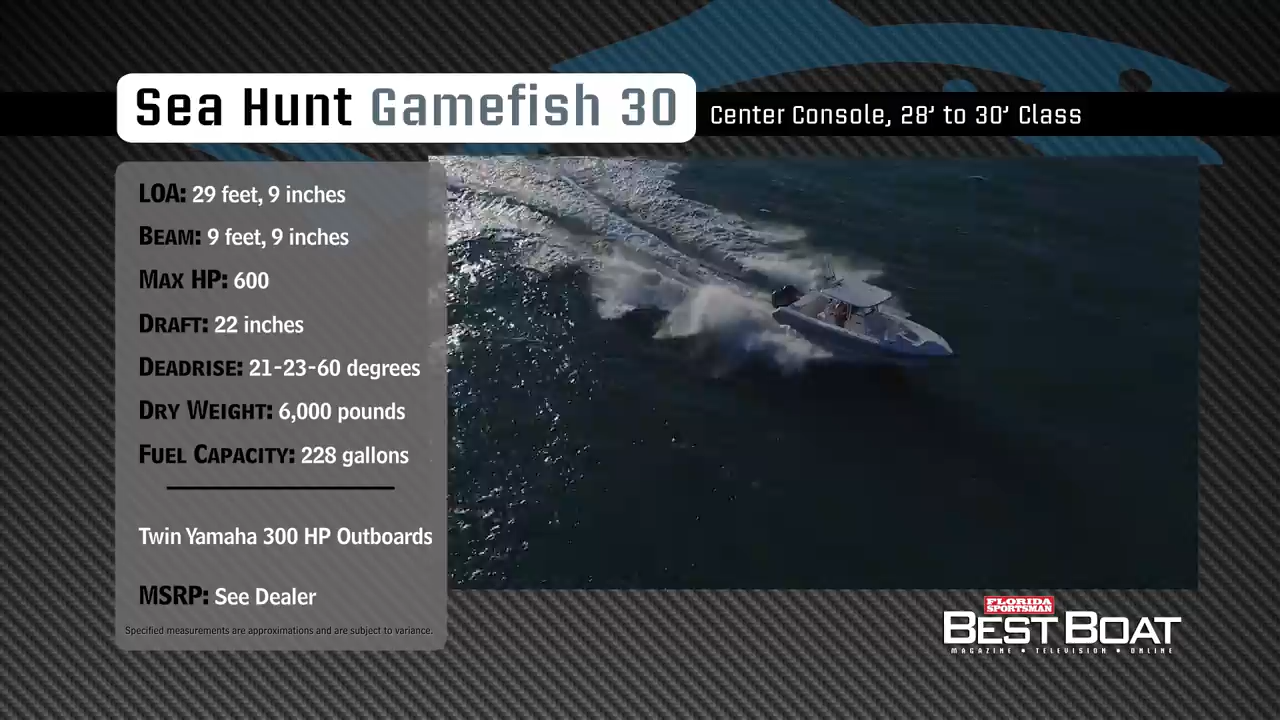 Sea Hunt Gamefish 30
Center Console, 28' to 30' Class
LOA: 29 feet, 9 inches
BEAM: 9 feet, 9 inches
MAX HP: 600
DRAFT: 22 inches
DEADRISE: 21-23-60 degrees
DRY WEIGHT: 6,000 pounds
FUEL CAPACITY: 228 gallons
Twin Yamaha 300 HP Outboards
MSRP: See Dealer
Specified measurements are approximations and are subject to variance.
FLORIDA
SPORTSMAN
BEST BOAT
MAGAZINE • TELEVISION • ONLINE